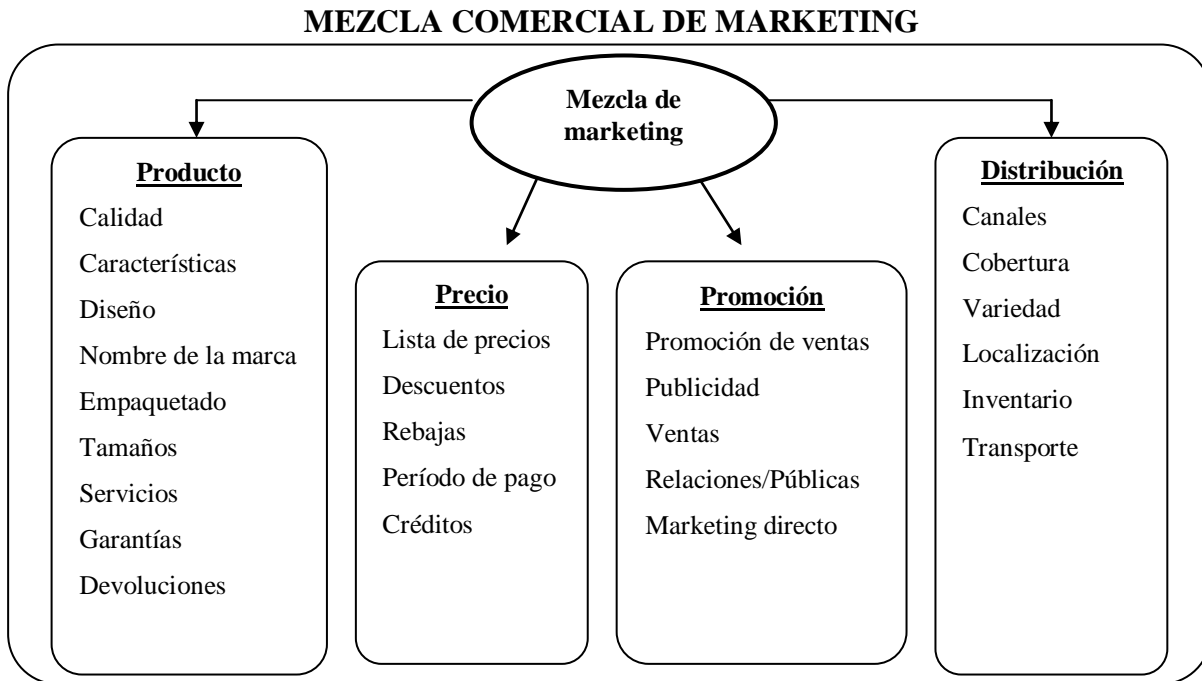 MEZCLA COMERCIAL DE MARKETING
Mezcla de
marketing
Producto
Calidad
Características
Diseño
Nombre de la marca
Empaquetado
Tamaños
Servicios
Garantías
Devoluciones
Precio
Lista de precios
Descuentos
Rebajas
Período de pago
Créditos
Promoción
Promoción de ventas
Publicidad
Ventas
Relaciones/Públicas
Marketing directo
Distribución
Canales
Cobertura
Variedad
Localización
Inventario
Transporte